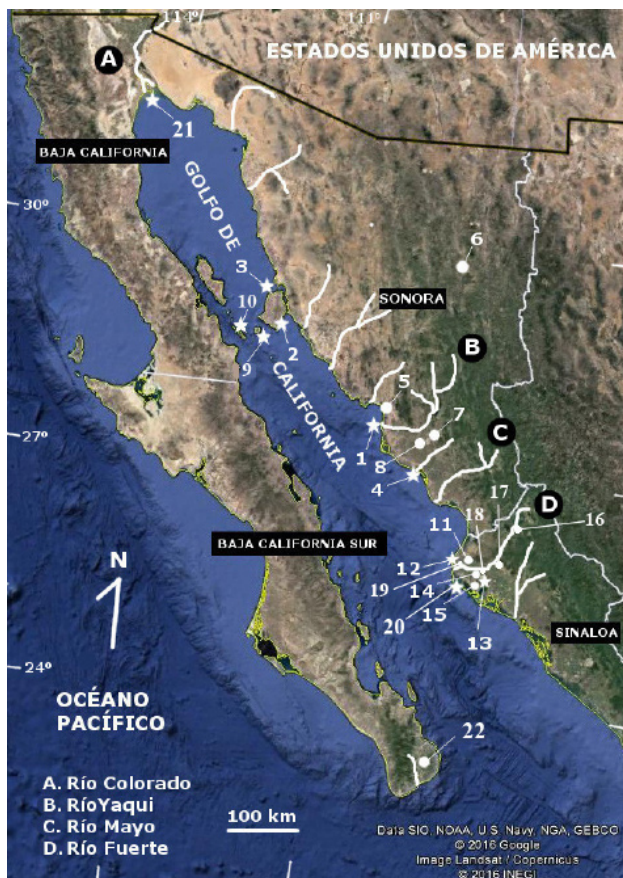 114°
111°
ESTADOS UNIDOS DE AMÉRICA
A
21
BAJA CALIFORNIA
GOLFO DE
CALIFORNIA
30º
6
3
SONORA
10
2
9
B
5
7
1
8
27º
C
4
17
18
11
D
16
BAJA CALIFORNIA SUR
12
19
14
20
15
13
N
SINALOA
24º
OCÉANO
PACÍFICO
22
A. Río Colorado
B. RíoYaqui
C. Río Mayo
D. Río Fuerte
100 km
Data SIO, NOAA, U.S. Navy, NGA, GEBCO
© 2016 Google
Image Landsat / Copernicus
© 2016 INEGI